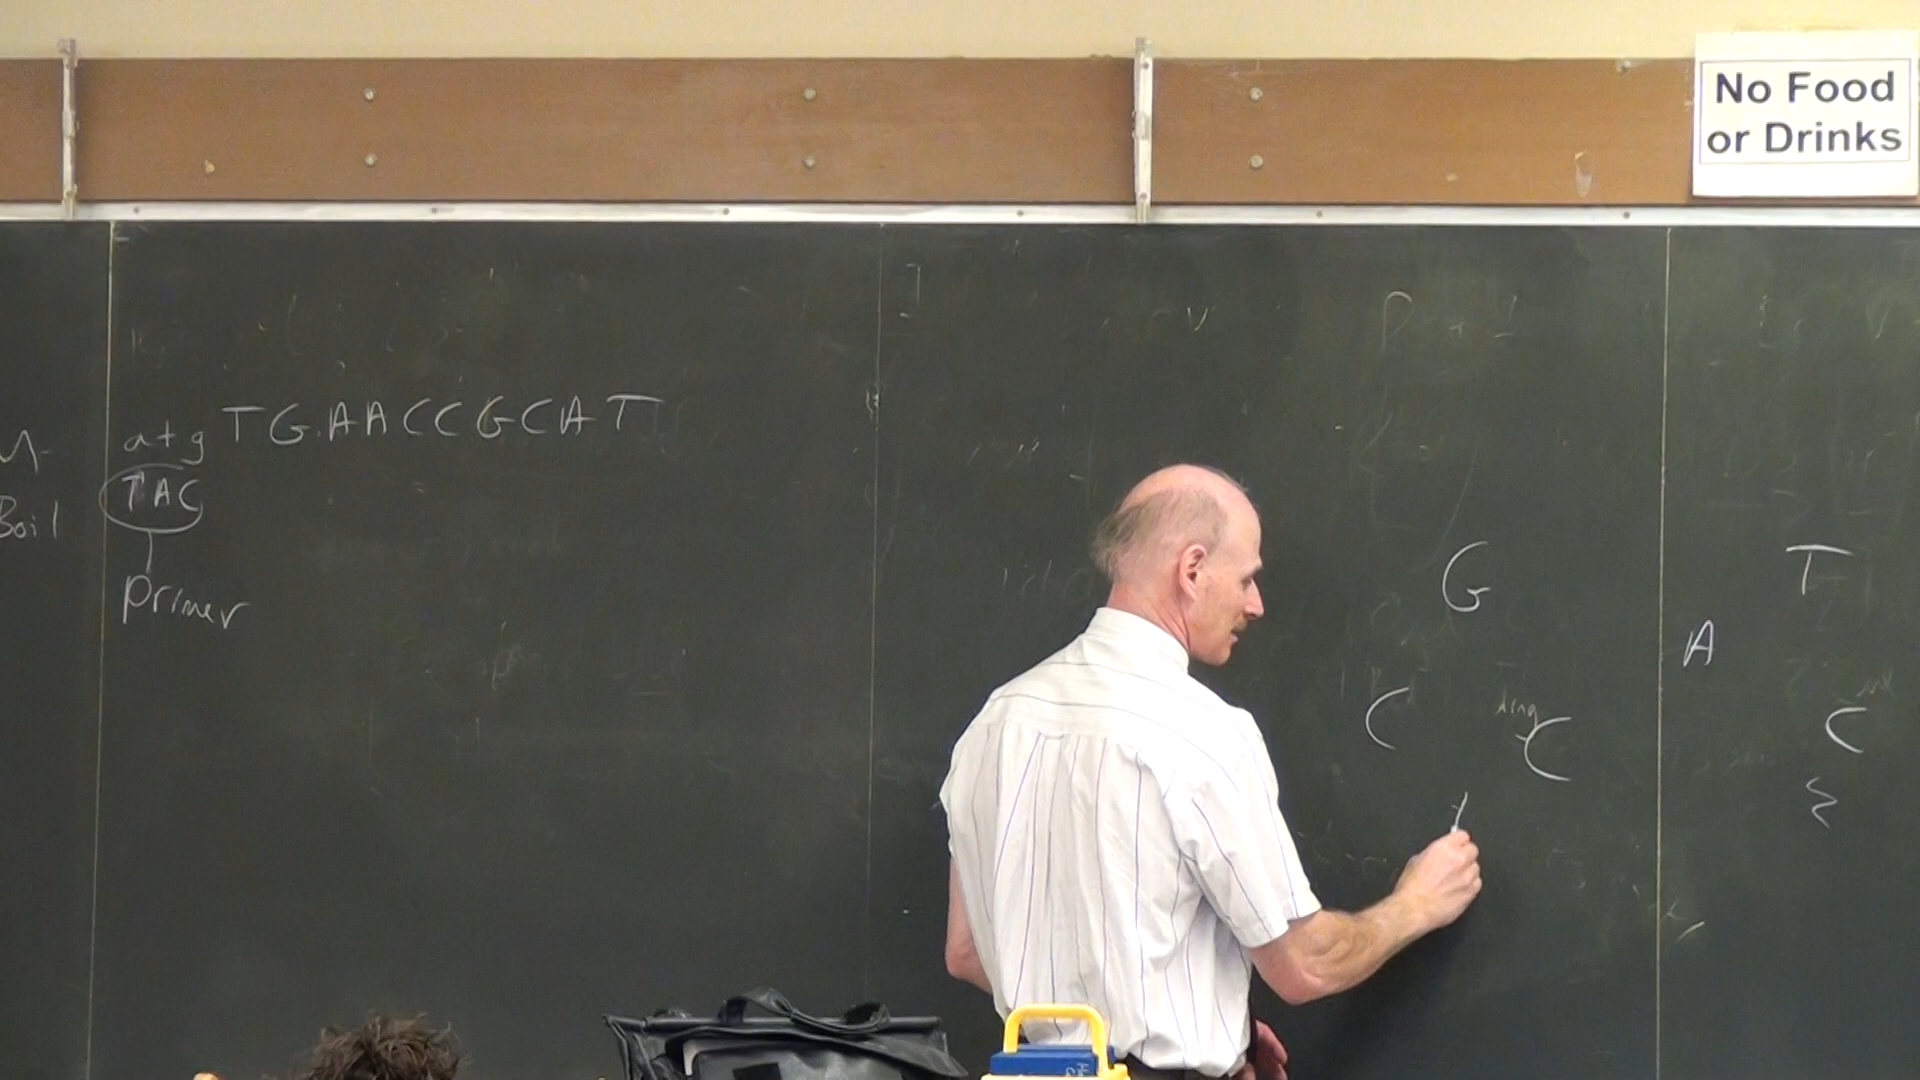 No Food
or Drinks
atg TGAACCGCAT
TAC
Boil
primer
G
T
A
C
C
C